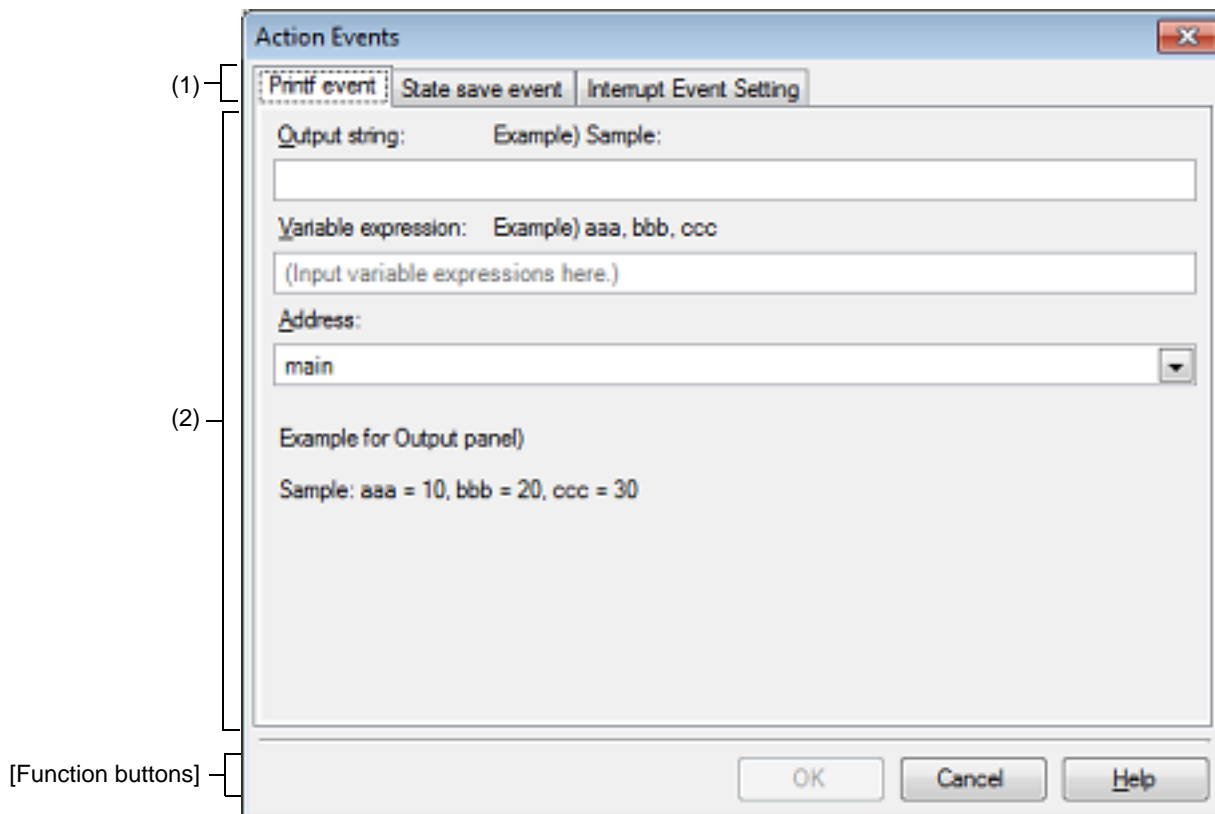 Action Events
(1)
Printf event State save event Interrupt Event Setting
Output string: Example) Sample:
Variable expression: Example) aaa, bbb, ccc
(Input variable expressions here.)
Address:
main
(2)
Example for Output panel)
Sample: aaa = 10, bbb = 20, ccc = 30
[Function buttons]
OK Cancel Help